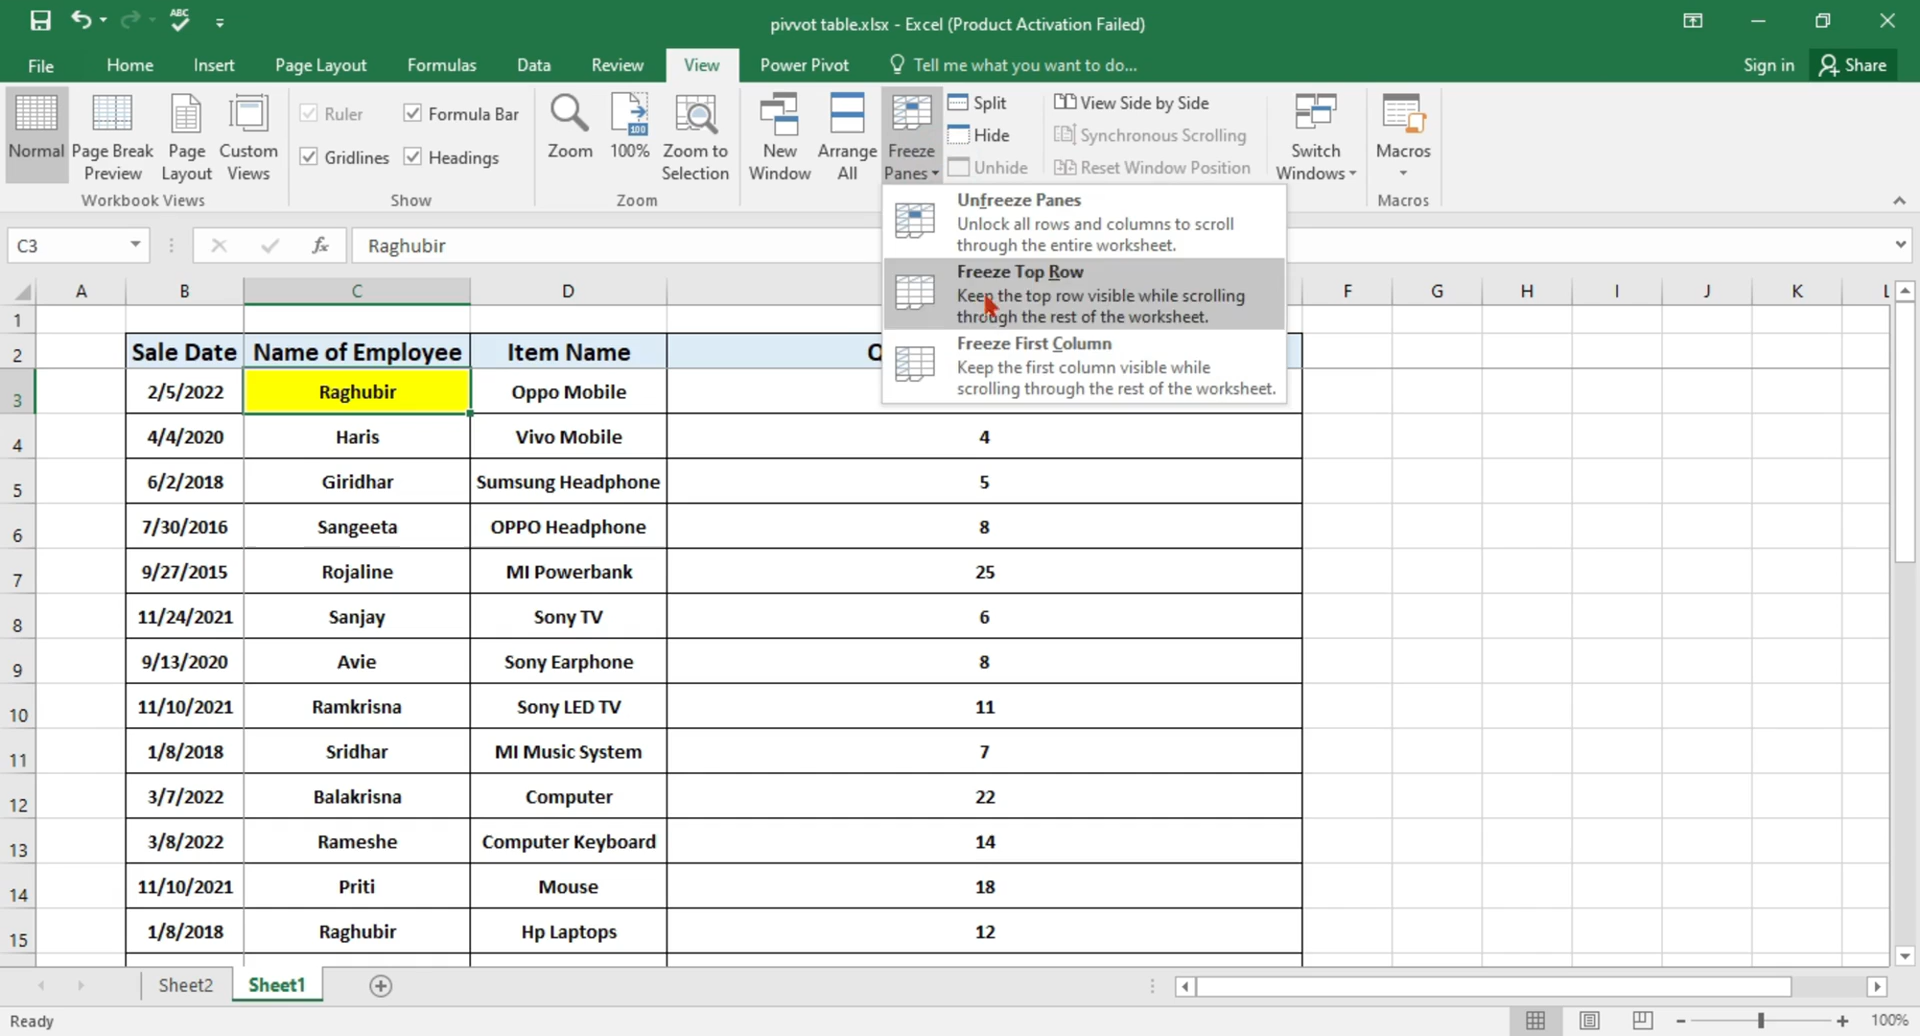 pivvot table.xlsx - Excel (Product Activation Failed)
File Home Insert Page Layout Formulas Data Review View Power Pivot Tell me what you want to do... Sign in Share
Normal
Page Break Preview
Page Layout
Custom Views
Workbook Views
Ruler
Formula Bar
Gridlines
Headings
Show
Zoom
100
100%
Zoom to Selection
Zoom
New Window
Arrange All
Freeze Panes
Split
Hide
Unhide
View Side by Side
Synchronous Scrolling
Reset Window Position
Switch Windows
Macros
Macros
Unfreeze Panes
Unlock all rows and columns to scroll
through the entire worksheet.
Freeze Top Row
Keep the top row visible while scrolling
through the rest of the worksheet.
Freeze First Column
Keep the first column visible while
scrolling through the rest of the worksheet.
C3 fx Raghubir
A B C D F G H I J K L
1
2 Sale Date Name of Employee Item Name Q
3 2/5/2022 Raghubir Oppo Mobile
4 4/4/2020 Haris Vivo Mobile 4
5 6/2/2018 Giridhar Sumsung Headphone 5
6 7/30/2016 Sangeeta OPPO Headphone 8
7 9/27/2015 Rojaline MI Powerbank 25
8 11/24/2021 Sanjay Sony TV 6
9 9/13/2020 Avie Sony Earphone 8
10 11/10/2021 Ramkrisna Sony LED TV 11
11 1/8/2018 Sridhar MI Music System 7
12 3/7/2022 Balakrisna Computer 22
13 3/8/2022 Rameshe Computer Keyboard 14
14 11/10/2021 Priti Mouse 18
15 1/8/2018 Raghubir Hp Laptops 12
Sheet2 Sheet1
Ready 100%